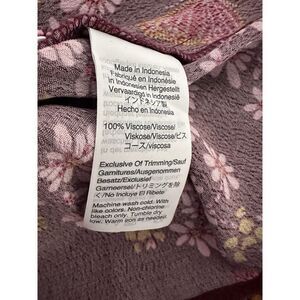 Made in Indonesia
Fabriqué en Indonésie
In Indonesien Hergestellt
Vervaardigd in Indonesië
インドネシア製
Hecho en Indonesia
100% Viscose/Viscose/
Viskose/Viscose/ビス
コース/viscosa
Exclusive Of Trimming/Sauf
Garnitures/Ausgenommen
Besatz/Exclusief
Garneersel/トリミングを除
く/No Incluye El Ribete
Machine wash cold. With
like colors. Non-chlorine
bleach only. Tumble dry
low. Warm iron as needed.